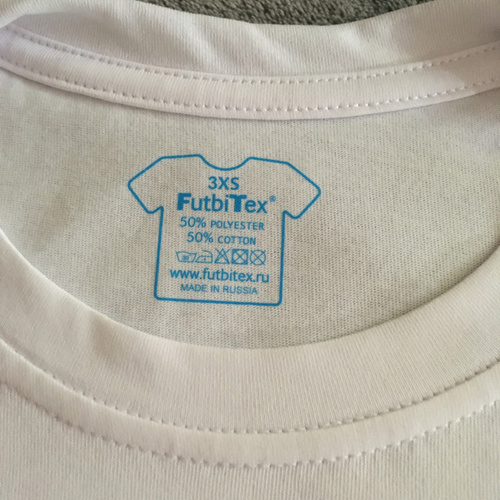 3XS
FutbiTex®
50% POLYESTER
50% COTTON
www.futbitex.ru
MADE IN RUSSIA